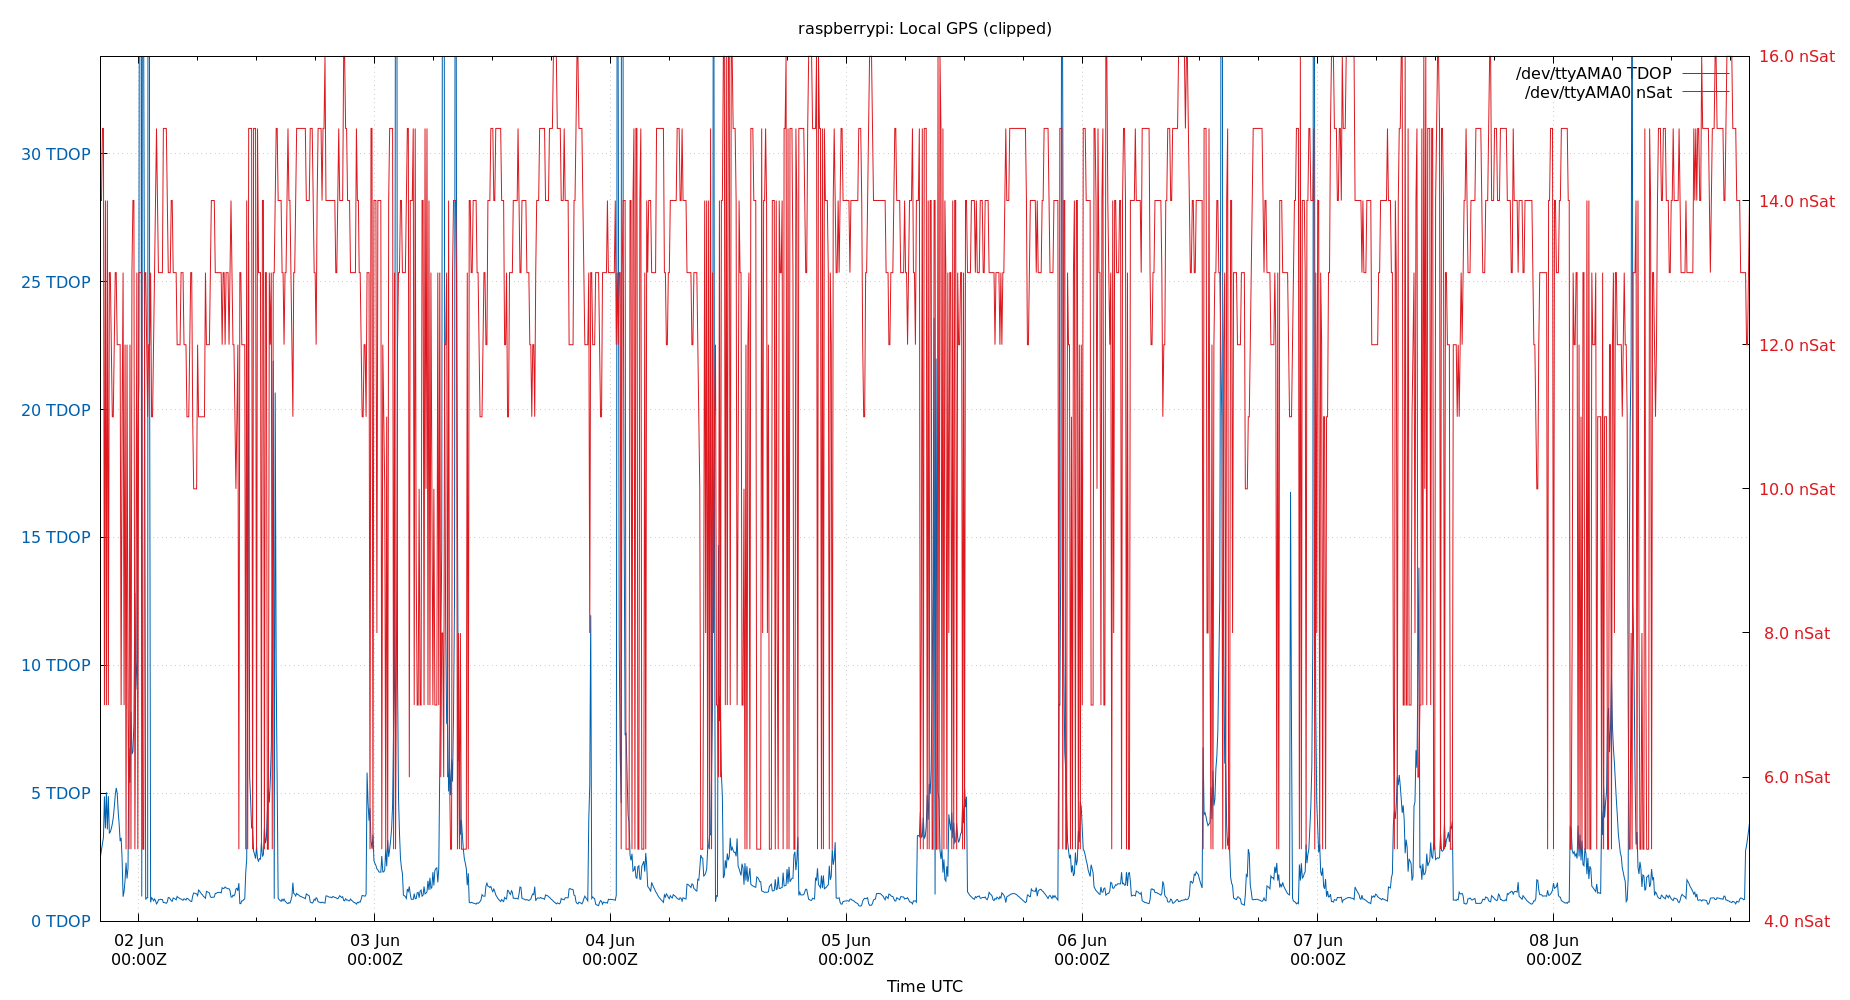 raspberrypi: Local GPS (clipped)
/dev/ttyAMA0 TDOP
/dev/ttyAMA0 nSat
30 TDOP
25 TDOP
20 TDOP
15 TDOP
10 TDOP
5 TDOP
0 TDOP
16.0 nSat
14.0 nSat
12.0 nSat
10.0 nSat
8.0 nSat
6.0 nSat
4.0 nSat
02 Jun 03 Jun 04 Jun 05 Jun 06 Jun 07 Jun 08 Jun
00:00Z 00:00Z 00:00Z 00:00Z 00:00Z 00:00Z 00:00Z
Time UTC